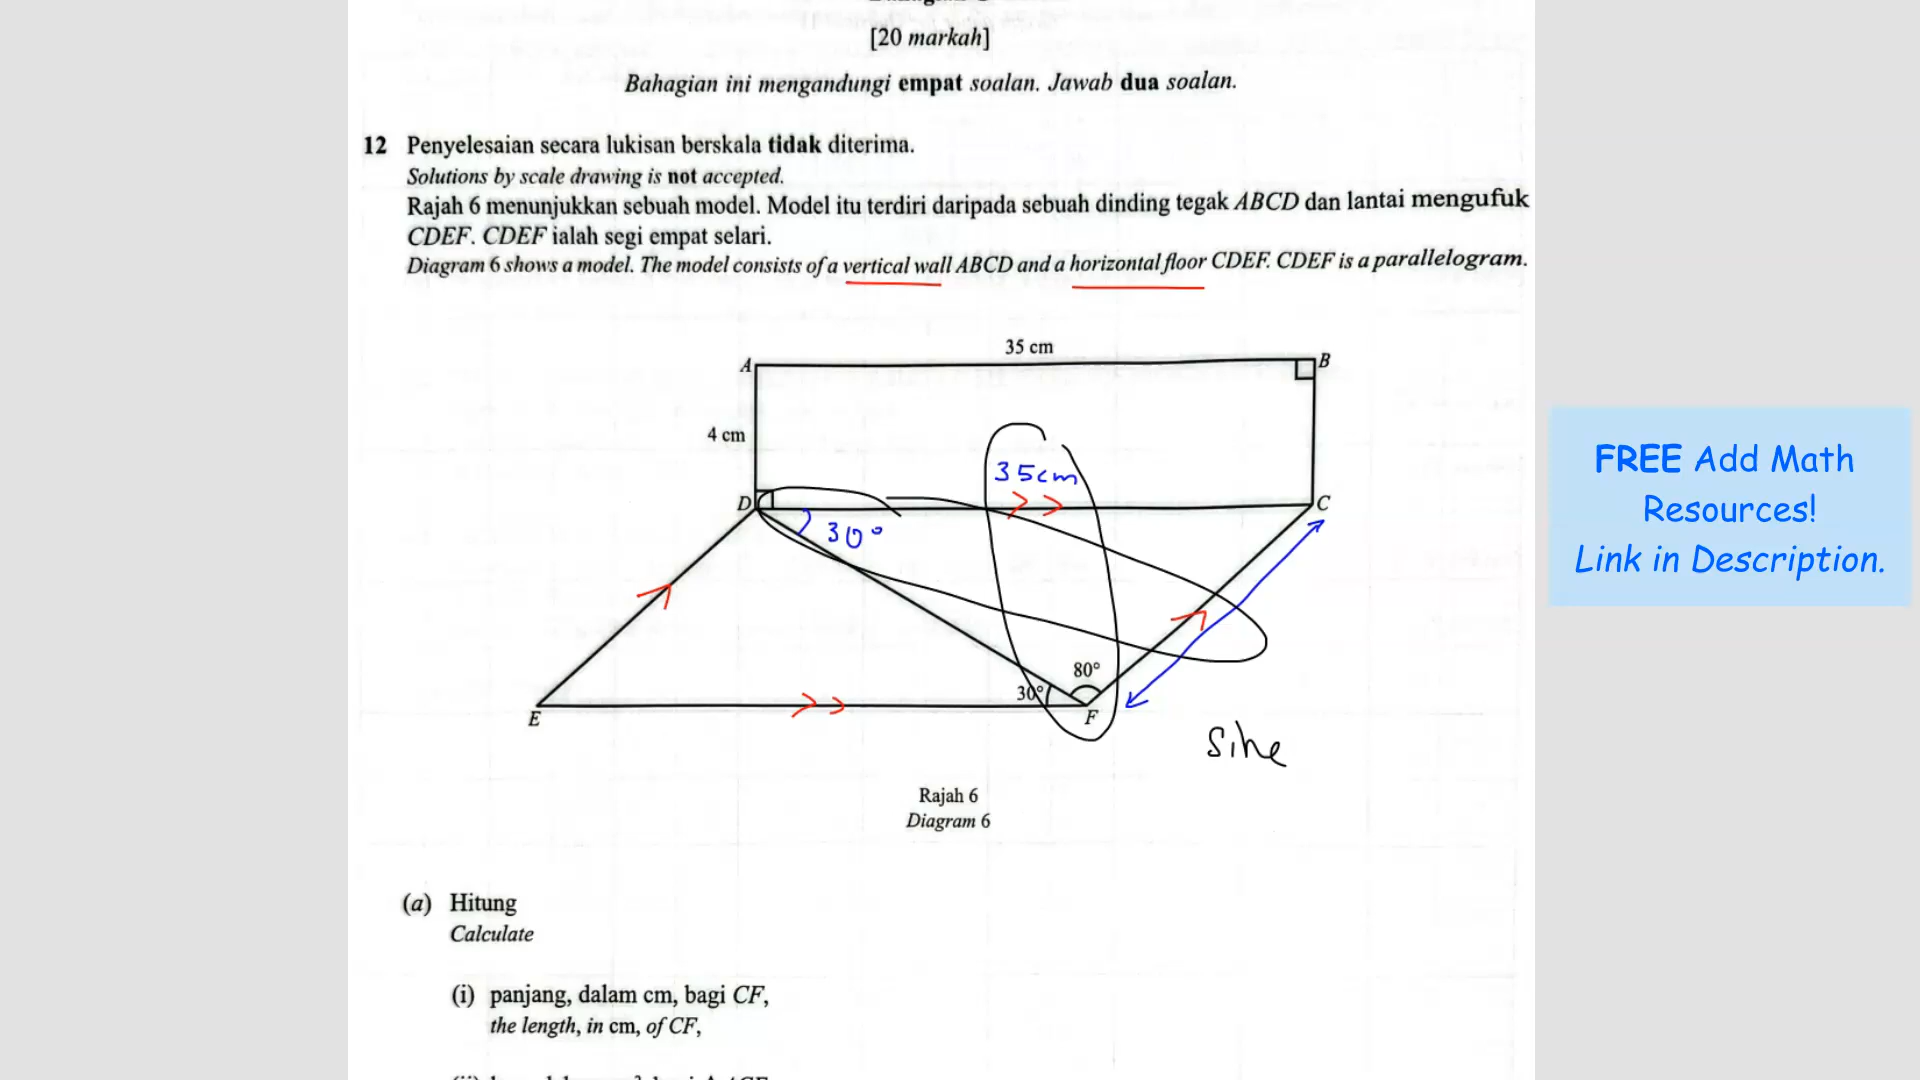 [20 markah]
Bahagian ini mengandungi empat soalan. Jawab dua soalan.
12 Penyelesaian secara lukisan berskala tidak diterima.
Solutions by scale drawing is not accepted.
Rajah 6 menunjukkan sebuah model. Model itu terdiri daripada sebuah dinding tegak ABCD dan lantai mengufuk
CDEF. CDEF ialah segi empat selari.
Diagram 6 shows a model. The model consists of a vertical wall ABCD and a horizontal floor CDEF. CDEF is a parallelogram.
35 cm
A
B
4 cm
35cm
D
C
30°
80°
30°
E
F
Sine
Rajah 6
Diagram 6
(a) Hitung
Calculate
(i) panjang, dalam cm, bagi CF,
the length, in cm, of CF,
FREE Add Math
Resources!
Link in Description.